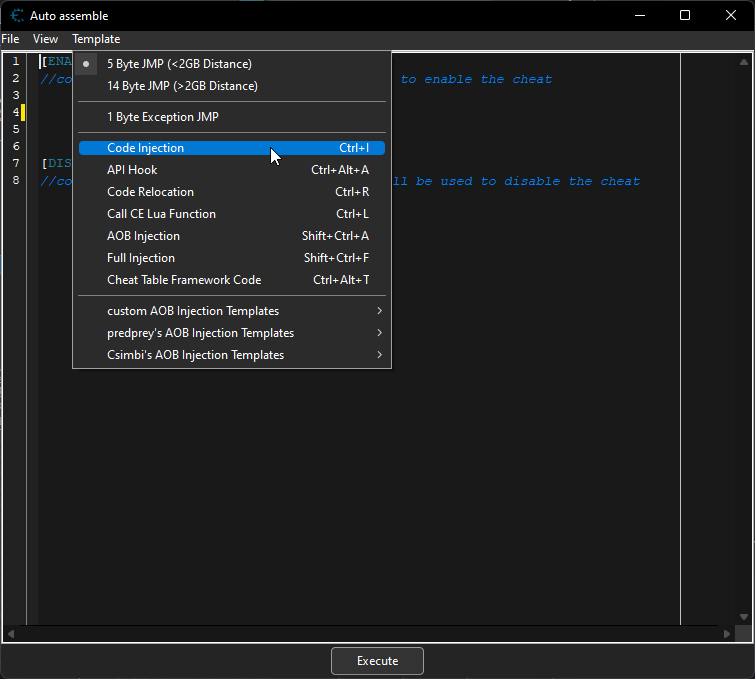 Auto assemble
File View Template
1 [ENA
2 //co to enable the cheat
3
4
5
6
7 [DIS
8 //co ll be used to disable the cheat
5 Byte JMP (<2GB Distance)
14 Byte JMP (>2GB Distance)
1 Byte Exception JMP
Code Injection Ctrl+I
API Hook Ctrl+Alt+A
Code Relocation Ctrl+R
Call CE Lua Function Ctrl+L
AOB Injection Shift+Ctrl+A
Full Injection Shift+Ctrl+F
Cheat Table Framework Code Ctrl+Alt+T
custom AOB Injection Templates
predprey's AOB Injection Templates
Csimbi's AOB Injection Templates
Execute